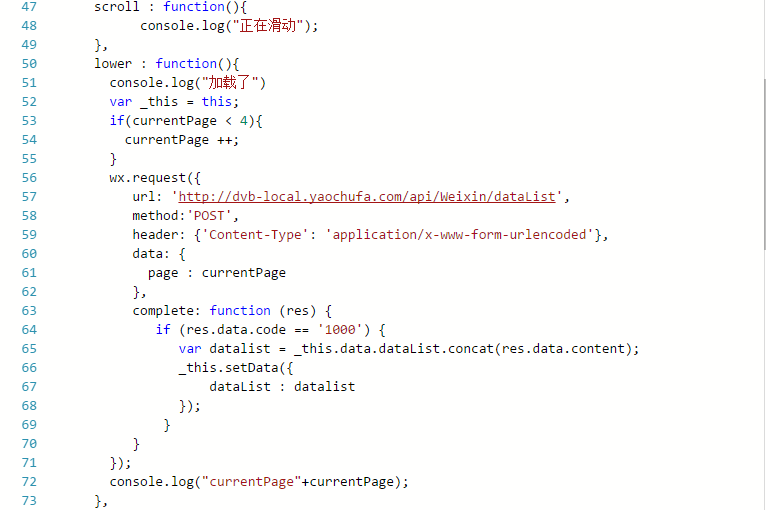 47 scroll : function(){
48 console.log("正在滑动");
49 },
50 lower : function(){
51 console.log("加载了")
52 var _this = this;
53 if(currentPage < 4){
54 currentPage ++;
55 }
56 wx.request({
57 url: 'http://dvb-local.yaochufa.com/api/Weixin/dataList',
58 method:'POST',
59 header: {'Content-Type': 'application/x-www-form-urlencoded'},
60 data: {
61 page : currentPage
62 },
63 complete: function (res) {
64 if (res.data.code == '1000') {
65 var datalist = _this.data.dataList.concat(res.data.content);
66 _this.setData({
67 dataList : datalist
68 });
69 }
70 }
71 });
72 console.log("currentPage"+currentPage);
73 },